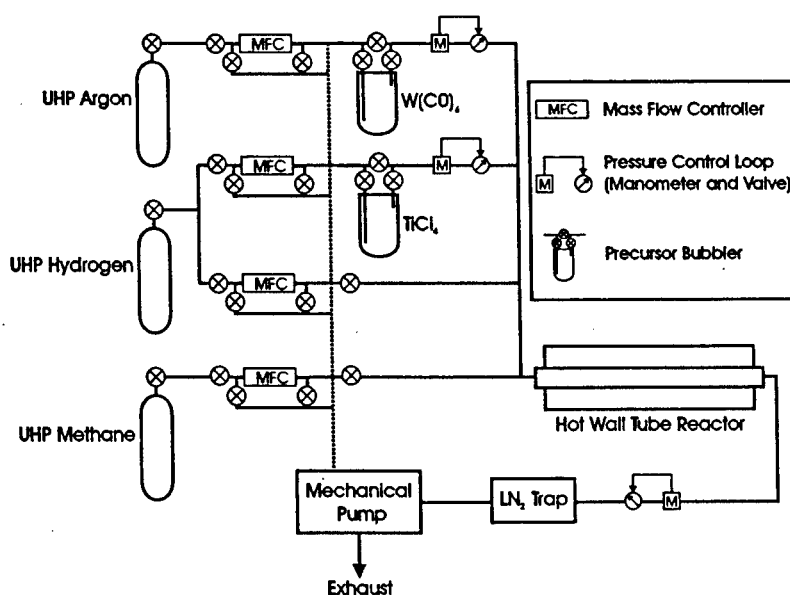 UHP Argon
MFC
W(C0)₆
M
UHP Hydrogen
MFC
TiCl₄
M
MFC
UHP Methane
MFC
MFC Mass Flow Controller
M Pressure Control Loop
(Manometer and Valve)
Precursor Bubbler
Hot Wall Tube Reactor
Mechanical
Pump
LN₂ Trap
M
Exhaust